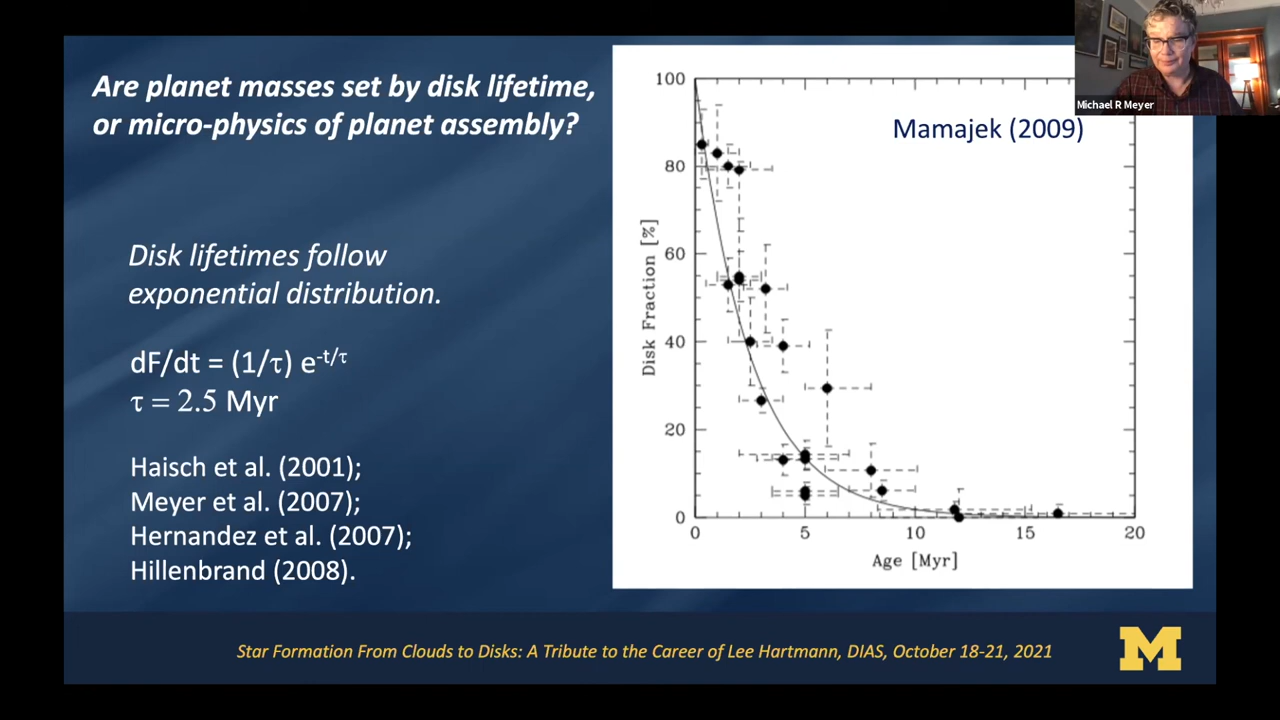 Are planet masses set by disk lifetime,
or micro-physics of planet assembly?
Disk lifetimes follow
exponential distribution.
dF/dt = (1/τ) e^-t/τ
τ = 2.5 Myr
Haisch et al. (2001);
Meyer et al. (2007);
Hernandez et al. (2007);
Hillenbrand (2008).
Mamajek (2009)
Disk Fraction [%]
100
80
60
40
20
0
0 5 10 15 20
Age [Myr]
Michael R Meyer
Star Formation From Clouds to Disks: A Tribute to the Career of Lee Hartmann, DIAS, October 18-21, 2021
M